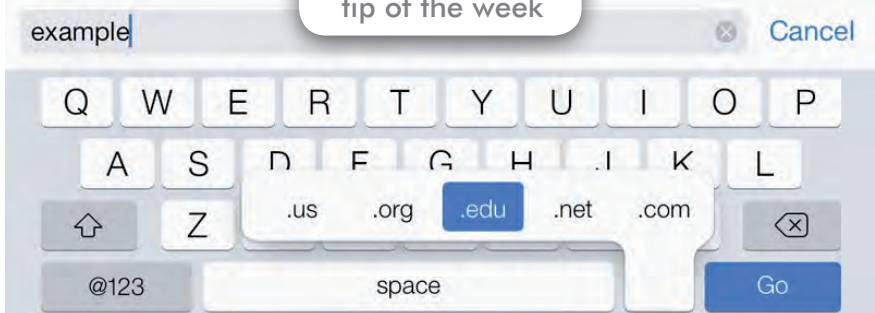 tip of the week
example Cancel
Q W E R T Y U I O P
A S D F G H J K L
.us .org .edu .net .com
Z
@123 space Go